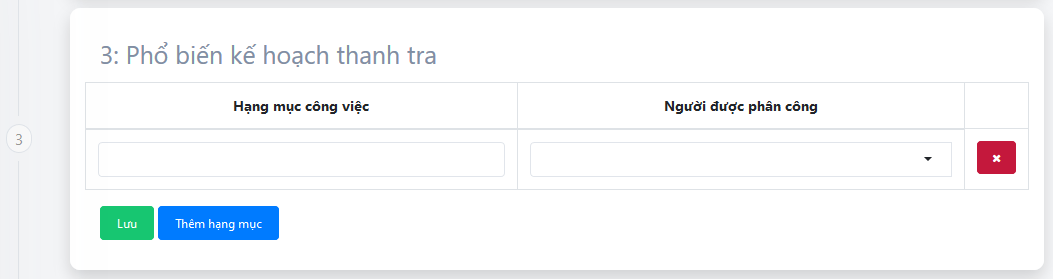 3: Phổ biến kế hoạch thanh tra
Hạng mục công việc
Người được phân công
3
Lưu
Thêm hạng mục